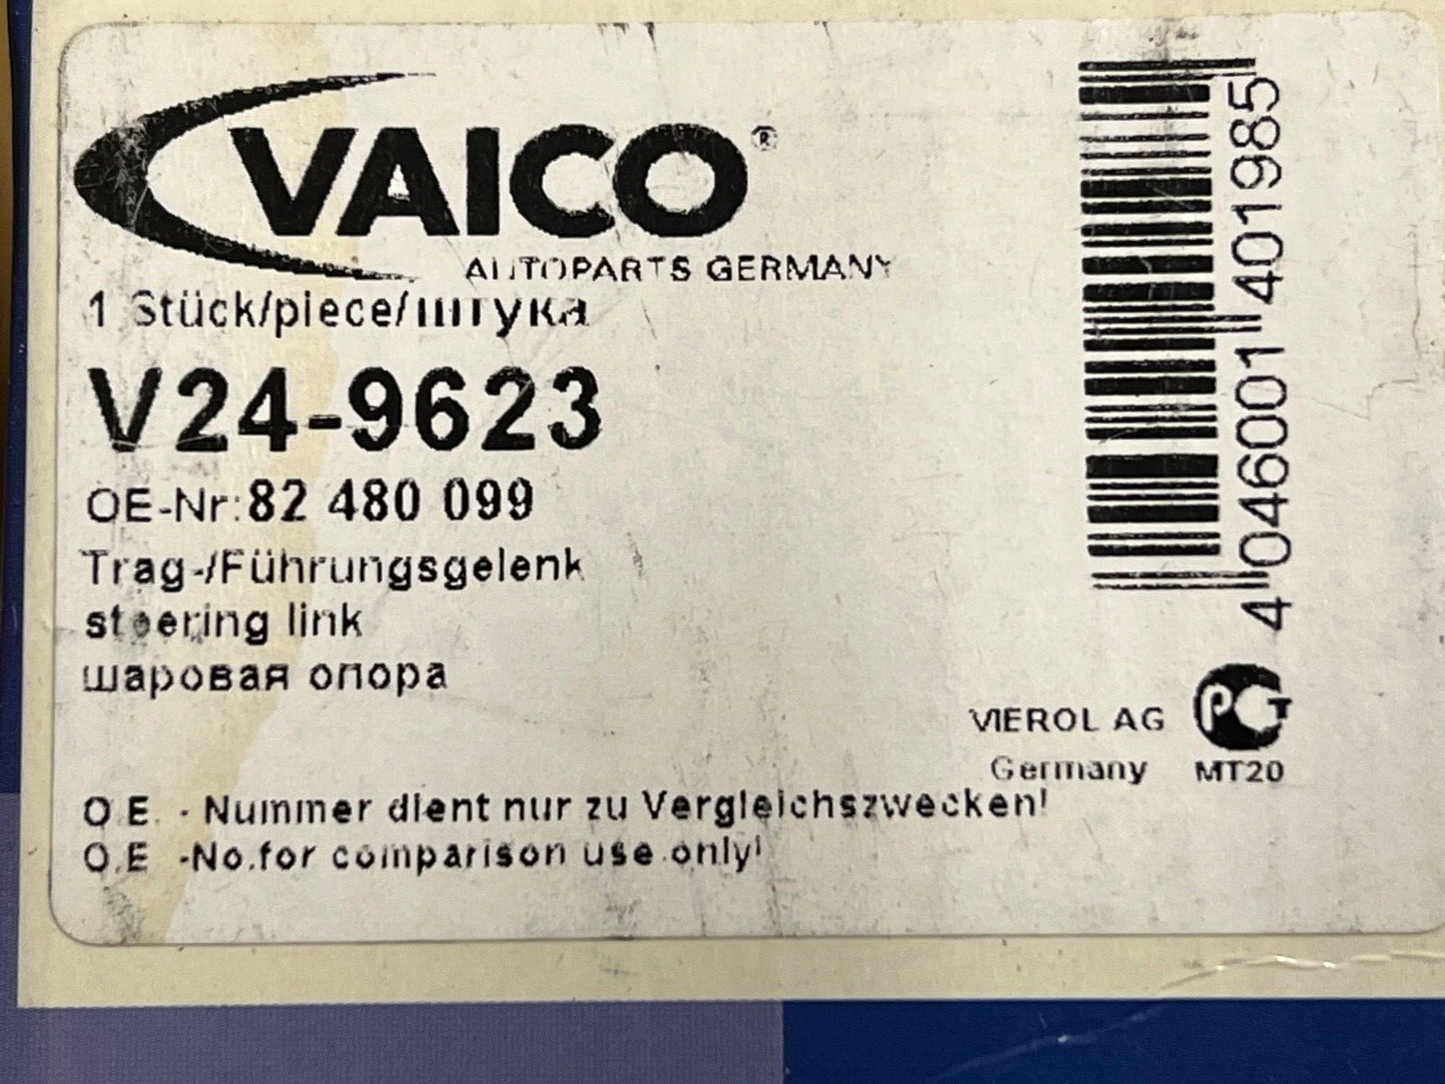 VAICO®
AUTOPARTS GERMANY
1 Stück/piece/штука
V24-9623
OE-Nr:82 480 099
Trag-/Führungsgelenk
steering link
шаровая опора
4 046001 401985
VIEROL AG
Germany
РСТ
MT20
O.E. - Nummer dient nur zu Vergleichszwecken!
O.E -No.for comparison use only!